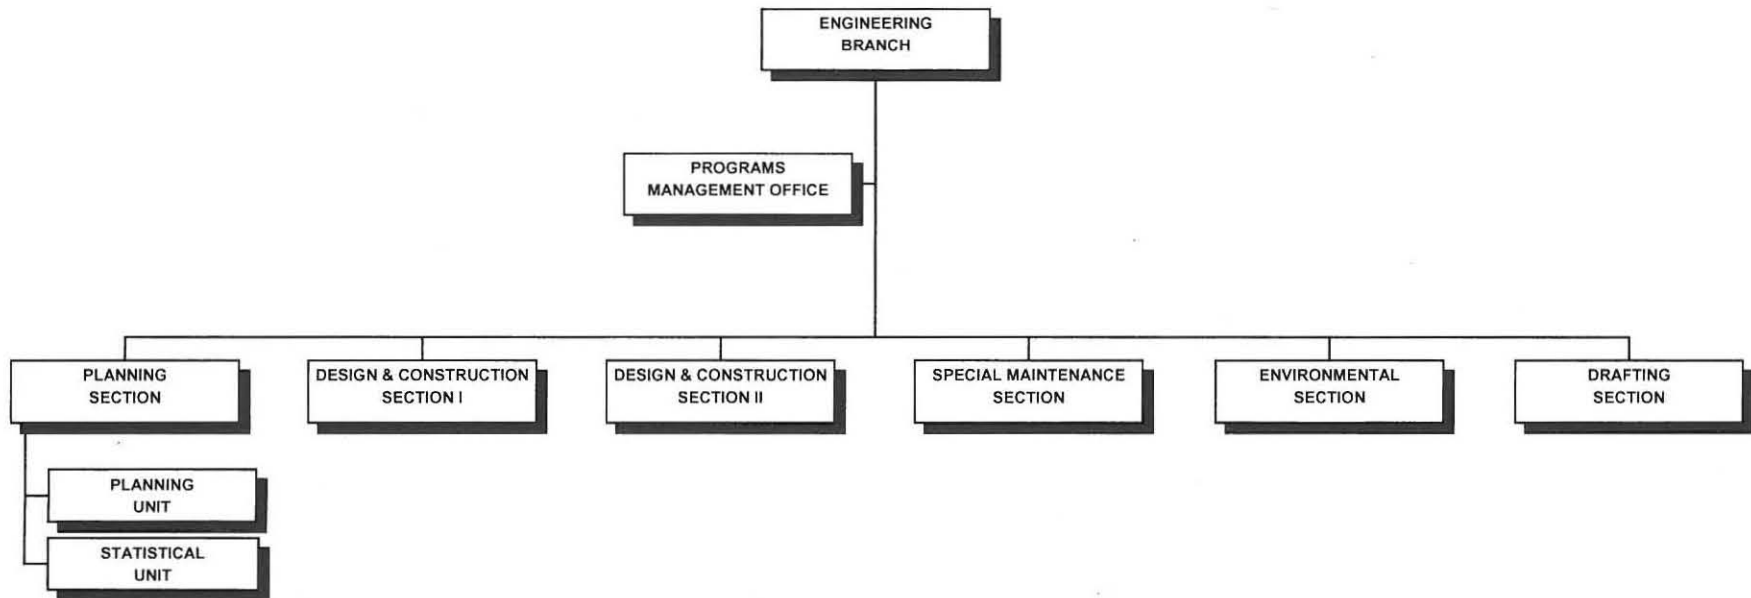 ENGINEERING
BRANCH
PROGRAMS
MANAGEMENT OFFICE
PLANNING
SECTION
DESIGN & CONSTRUCTION
SECTION I
DESIGN & CONSTRUCTION
SECTION II
SPECIAL MAINTENANCE
SECTION
ENVIRONMENTAL
SECTION
DRAFTING
SECTION
PLANNING
UNIT
STATISTICAL
UNIT